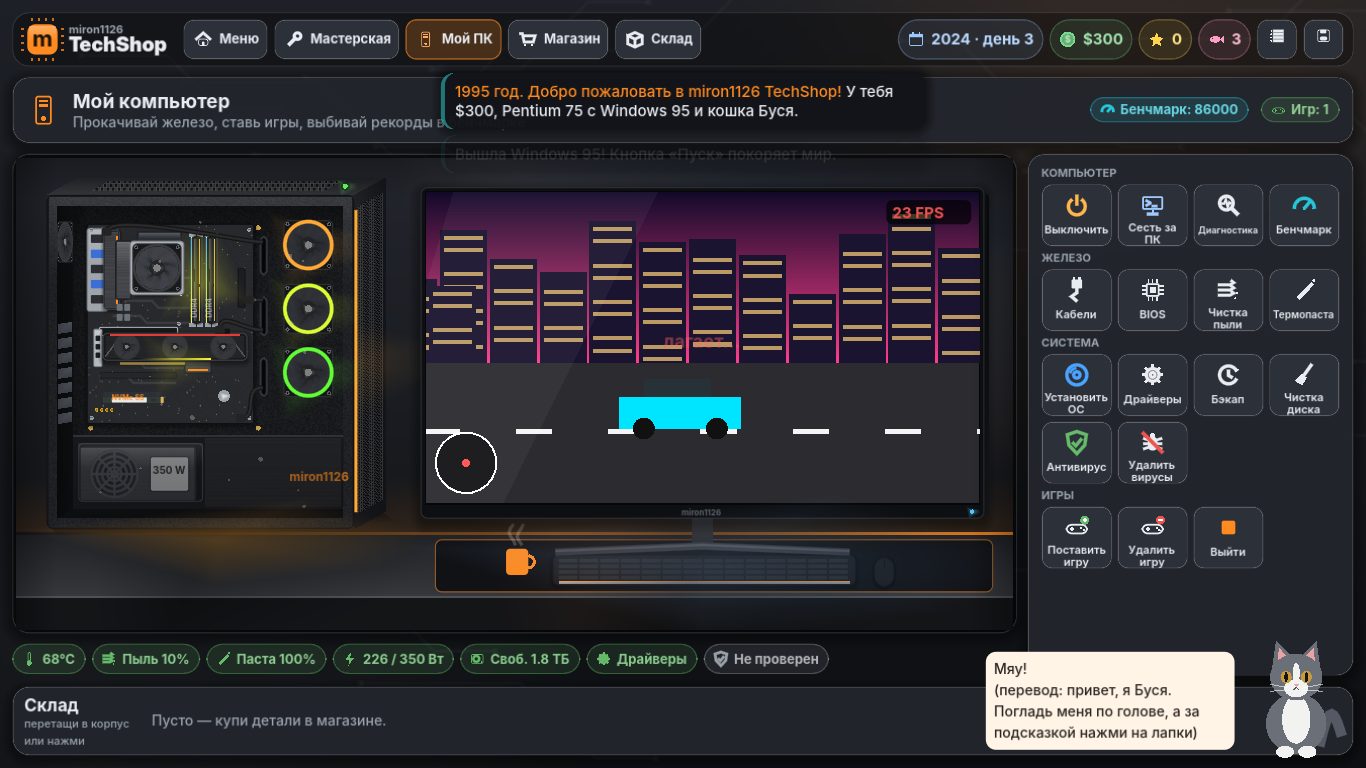 miron1126
TechShop
Меню
Мастерская
Мой ПК
Магазин
Склад
2024 · день 3
$300
0
3
Мой компьютер
Прокачивай железо, ставь игры, выбивай рекорды в
1995 год. Добро пожаловать в miron1126 TechShop! У тебя
$300, Pentium 75 с Windows 95 и кошка Буся.
Вышла Windows 95! Кнопка «Пуск» покоряет мир.
Бенчмарк: 86000
Игр: 1
23 FPS
лагает..
350 W
miron1126
miron1126
КОМПЬЮТЕР
Выключить
Сесть за
ПК
Диагностика
Бенчмарк
ЖЕЛЕЗО
Кабели
BIOS
Чистка
пыли
Термопаста
СИСТЕМА
Установить
ОС
Драйверы
Бэкап
Чистка
диска
Антивирус
Удалить
вирусы
ИГРЫ
Поставить
игру
Удалить
игру
Выйти
68°C
Пыль 10%
Паста 100%
226 / 350 Вт
Своб. 1.8 ТБ
Драйверы
Не проверен
Склад
перетащи в корпус
или нажми
Пусто — купи детали в магазине.
Мяу!
(перевод: привет, я Буся.
Погладь меня по голове, а за
подсказкой нажми на лапки)